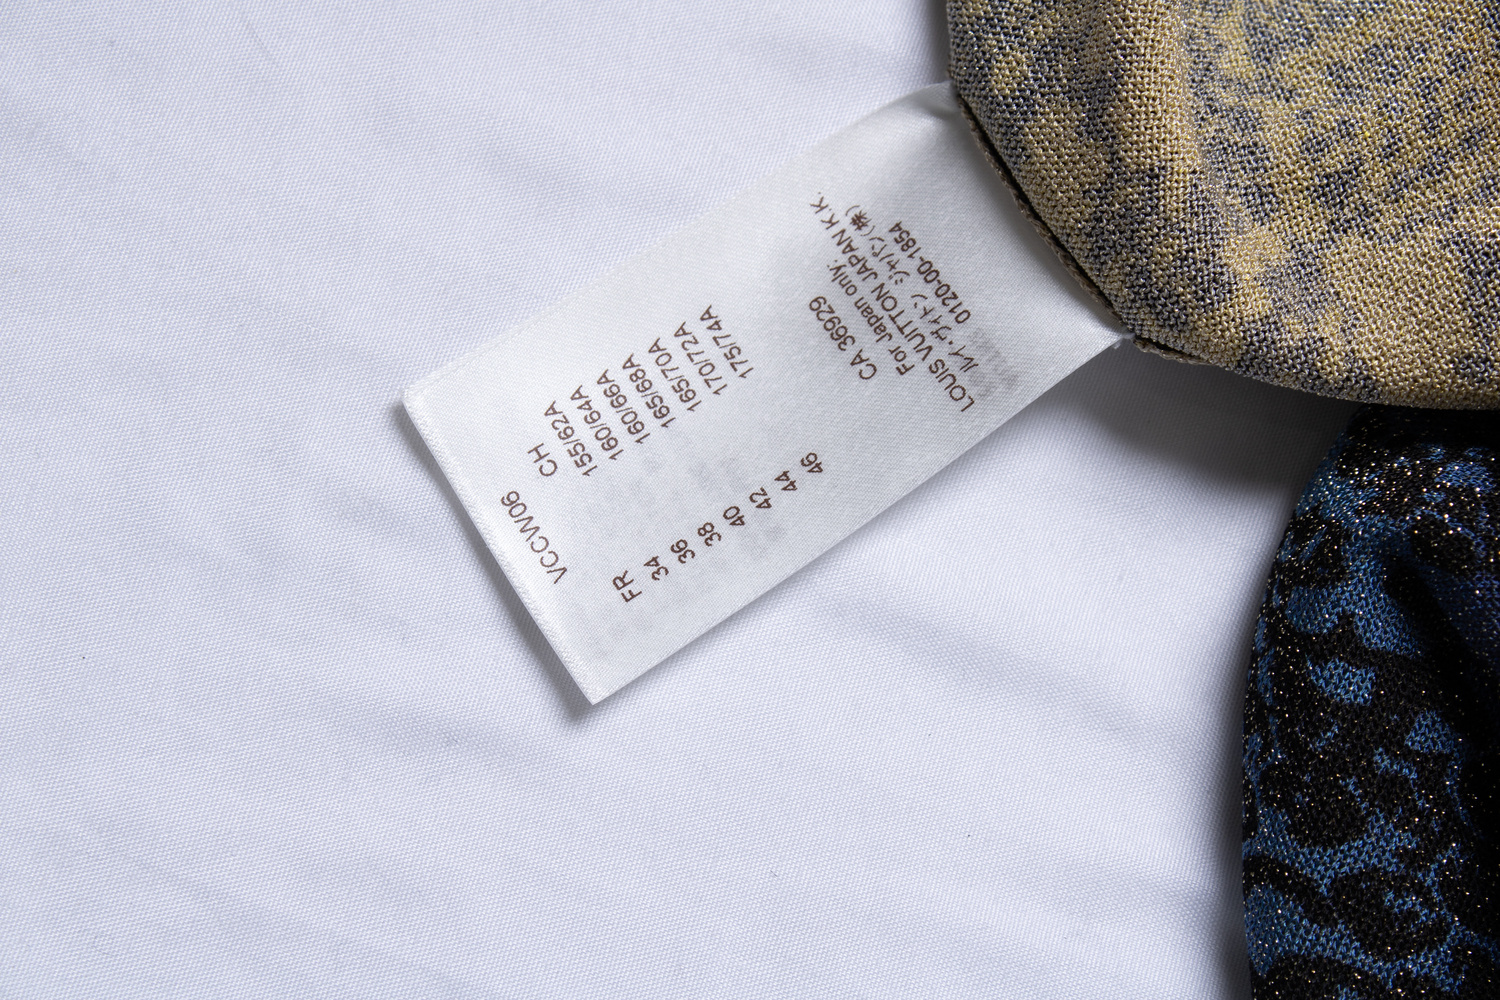 VCCW06
FR CH
34 155/62A
36 160/64A
38 160/66A
40 165/68A
42 165/70A
44 170/72A
46 175/74A
CA 36929
For Japan only:
LOUIS VUITTON JAPAN K.K.
ルイ・ヴィトン ジャパン(株)
0120-00-1854